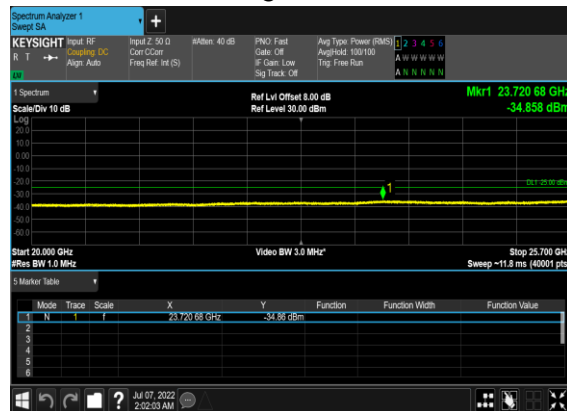 Spectrum Analyzer 1
Swept SA
+
KEYSIGHT Input: RF Input Z: 50 Ω #Atten: 40 dB PNO: Fast Avg Type: Power (RMS) 1 2 3 4 5 6
R T Coupling: DC Corr CCorr Gate: Off Avg|Hold: 100/100 A W W W W W
Align: Auto Freq Ref: Int (S) IF Gain: Low Trig: Free Run
Sig Track: Off A N N N N N
1 Spectrum Ref Lvl Offset 8.00 dB Mkr1 23.720 68 GHz
Scale/Div 10 dB Ref Level 30.00 dBm -34.858 dBm
Log
20.0
10.0
0.00
-10.0
-20.0
-30.0
-40.0
-50.0
-60.0
1
Start 20.000 GHz Video BW 3.0 MHz* Stop 25.700 GHz
#Res BW 1.0 MHz Sweep ~11.8 ms (40001 pts)
5 Marker Table
Mode Trace Scale X Y Function Function Width Function Value
1 N 1 f 23.720 68 GHz -34.86 dBm
2
3
4
5
6
? Jul 07, 2022
2:02:03 AM